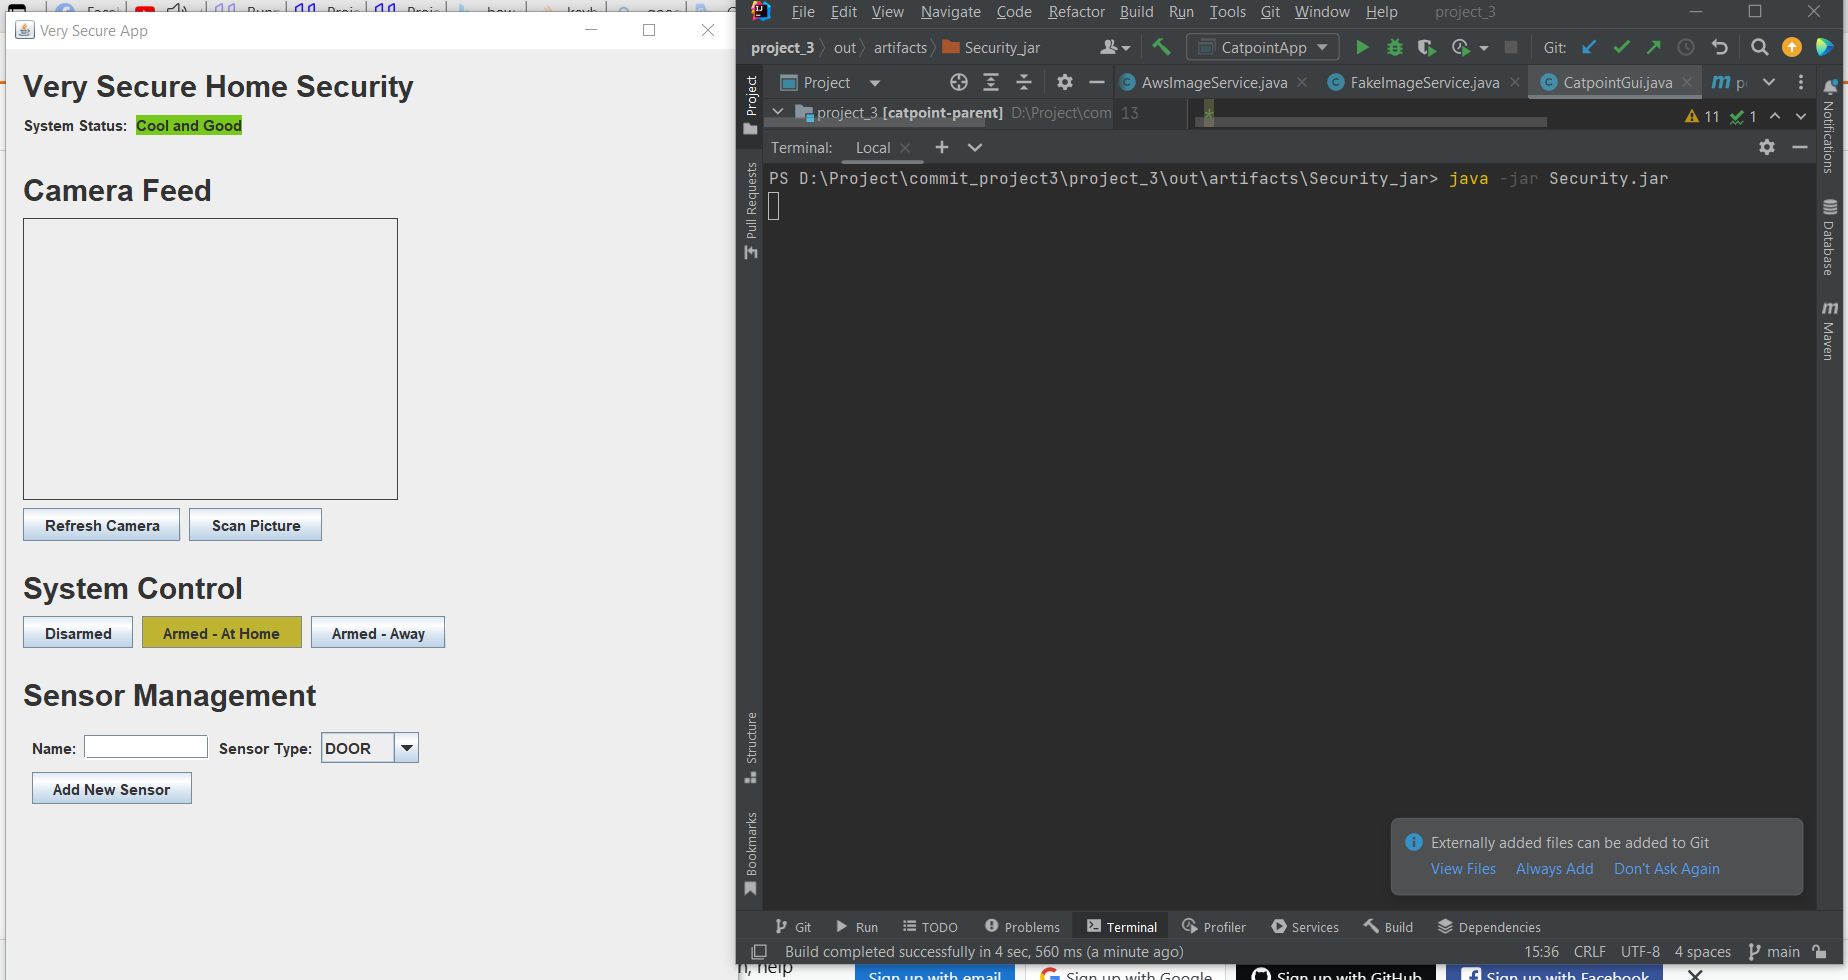 Very Secure App
Very Secure Home Security
System Status: Cool and Good
Camera Feed
Refresh Camera Scan Picture
System Control
Disarmed Armed - At Home Armed - Away
Sensor Management
Name: Sensor Type: DOOR
Add New Sensor
File Edit View Navigate Code Refactor Build Run Tools Git Window Help project_3
project_3 out artifacts Security_jar CatpointApp Git:
Project AwsImageService.java FakeImageService.java CatpointGui.java
project_3 [catpoint-parent] D:\Project\com 13 * 11 1
Terminal: Local
PS D:\Project\commit_project3\project_3\out\artifacts\Security_jar> java -jar Security.jar
Project
Pull Requests
Structure
Bookmarks
Notifications
Database
Maven
Externally added files can be added to Git
View Files Always Add Don't Ask Again
Git Run TODO Problems Terminal Profiler Services Build Dependencies
Build completed successfully in 4 sec, 560 ms (a minute ago) 15:36 CRLF UTF-8 4 spaces main
help Sign up with email Sign up with Google Sign up with GitHub Sign up with Facebook